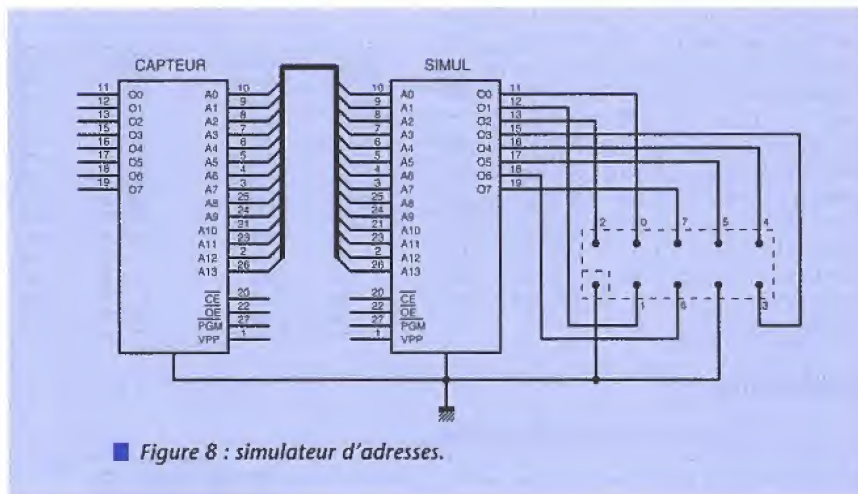 CAPTEUR
SIMUL
11 O0 A0 10
12 O1 A1 9
13 O2 A2 8
15 O3 A3 7
16 O4 A4 6
17 O5 A5 5
18 O6 A6 4
19 O7 A7 3
A8 25
A9 24
A10 21
A11 23
A12 2
A13 26
CE 20
OE 22
PGM 27
VPP 1
10 A0 O0 11
9 A1 O1 12
8 A2 O2 13
7 A3 O3 15
6 A4 O4 16
5 A5 O5 17
4 A6 O6 18
3 A7 O7 19
25 A8
24 A9
21 A10
23 A11
2 A12
26 A13
20 CE
22 OE
27 PGM
1 VPP
2 0 7 5 4
1 6 3
Figure 8 : simulateur d'adresses.